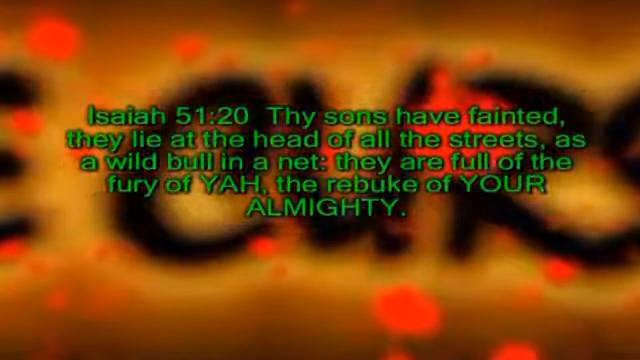 Isaiah 51:20 Thy sons have fainted,
they lie at the head of all the streets, as
a wild bull in a net: they are full of the
fury of YAH, the rebuke of YOUR
ALMIGHTY.